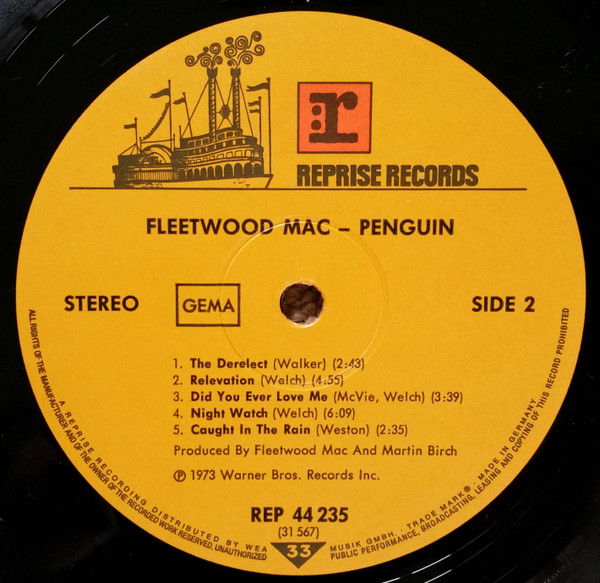 r
REPRISE RECORDS
FLEETWOOD MAC – PENGUIN
STEREO
GEMA
SIDE 2
1. The Derelect (Walker) (2:43)
2. Relevation (Welch) (4:55)
3. Did You Ever Love Me (McVie, Welch) (3:39)
4. Night Watch (Welch) (6:09)
5. Caught In The Rain (Weston) (2:35)
Produced By Fleetwood Mac And Martin Birch
Ⓟ 1973 Warner Bros. Records Inc.
REP 44 235
(31 567)
33
A REPRISE RECORDING DISTRIBUTED BY WEA MUSIK GMBH. · TRADE MARK® · MADE IN GERMANY
ALL RIGHTS OF THE MANUFACTURER AND OF THE OWNER OF THE RECORDED WORK RESERVED, UNAUTHORIZED PUBLIC PERFORMANCE, BROADCASTING, LEASING AND COPYING OF THIS RECORD PROHIBITED